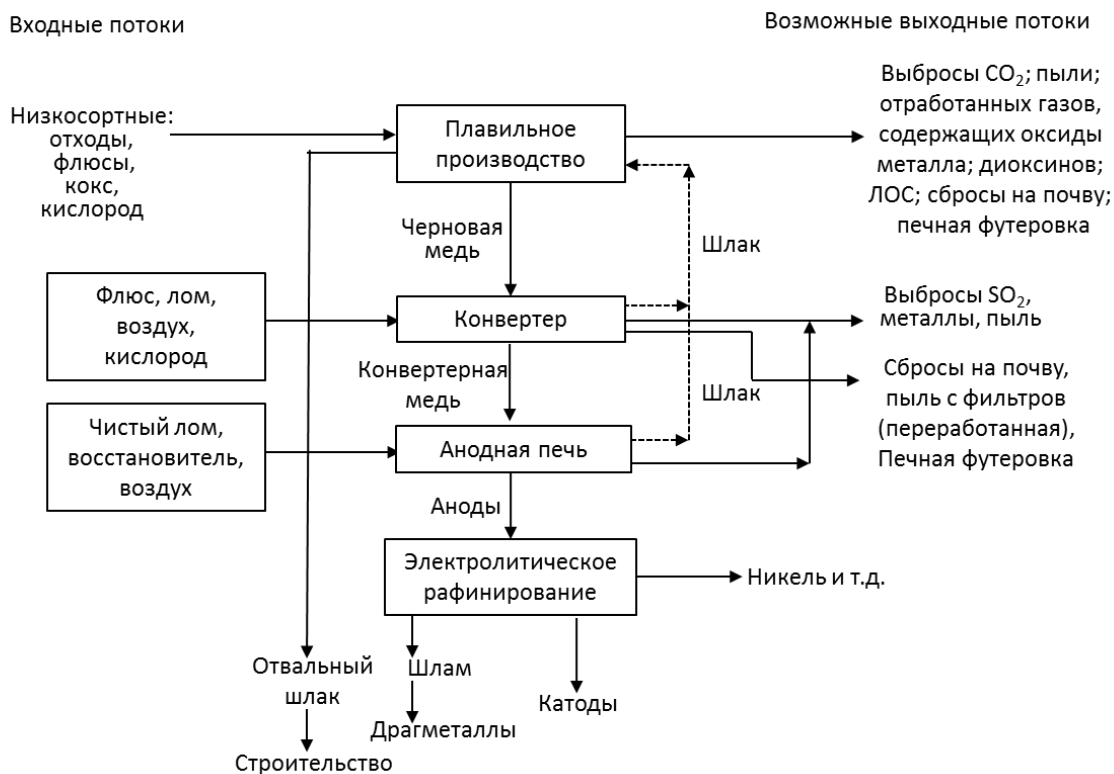 Входные потоки
Возможные выходные потоки
Низкосортные:
отходы,
флюсы,
кокс,
кислород
Плавильное
производство
Выбросы CO₂; пыли;
отработанных газов,
содержащих оксиды
металла; диоксинов;
ЛОС; сбросы на почву;
печная футеровка
Черновая
медь
Шлак
Флюс, лом,
воздух,
кислород
Конвертер
Выбросы SO₂,
металлы, пыль
Конвертерная
медь
Шлак
Сбросы на почву,
пыль с фильтров
(переработанная),
Печная футеровка
Чистый лом,
восстановитель,
воздух
Анодная печь
Аноды
Электролитическое
рафинирование
Никель и т.д.
Отвальный
шлак
Шлам
Катоды
Драгметаллы
Строительство